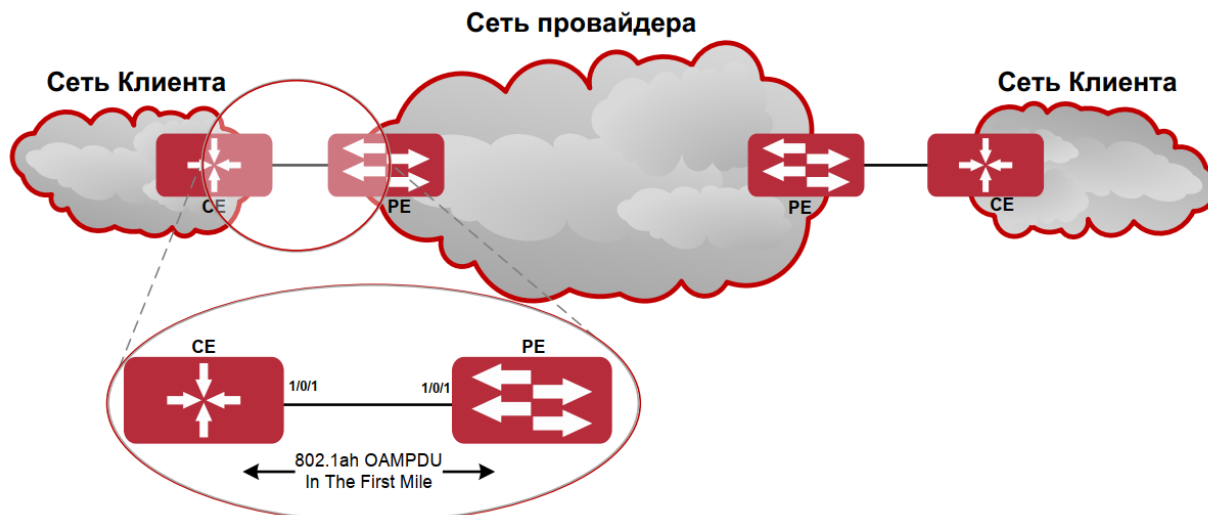 Сеть провайдера
Сеть Клиента
Сеть Клиента
CE
PE
PE
CE
CE
PE
1/0/1
1/0/1
802.1ah OAMPDU
In The First Mile